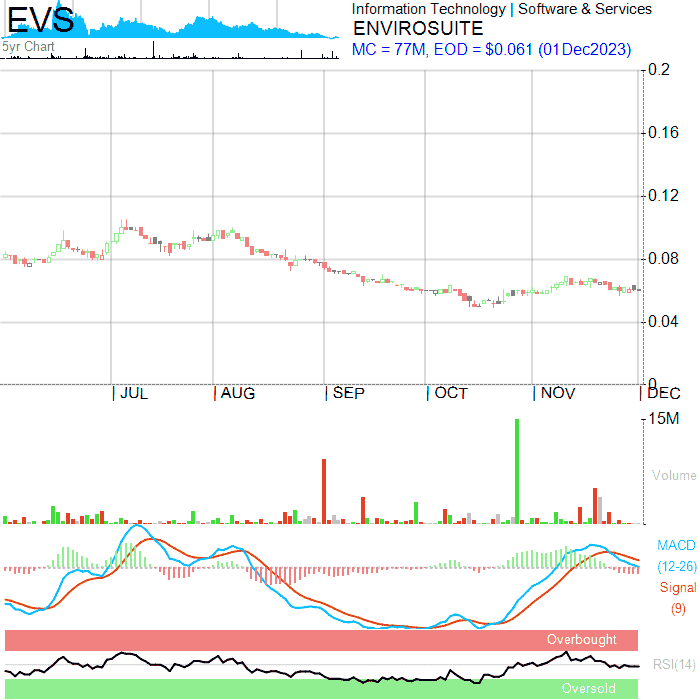 EVS
5yr Chart
Information Technology | Software & Services
ENVIROSUITE
MC = 77M, EOD = $0.061 (01Dec2023)
0.2
0.16
0.12
0.08
0.04
0
JUL AUG SEP OCT NOV DEC
15M
Volume
MACD
(12-26)
Signal
(9)
Overbought
RSI(14)
Oversold